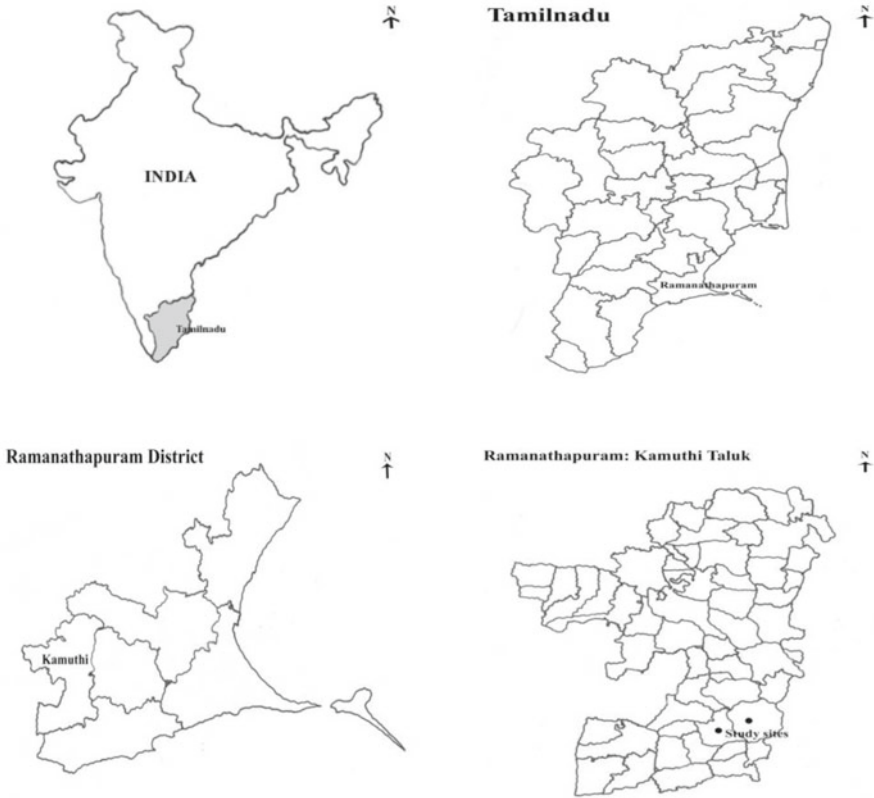 N
INDIA
Tamilnadu
Tamilnadu
N
Ramanathapuram
Ramanathapuram District
N
Kamuthi
Ramanathapuram: Kamuthi Taluk
N
Study sites